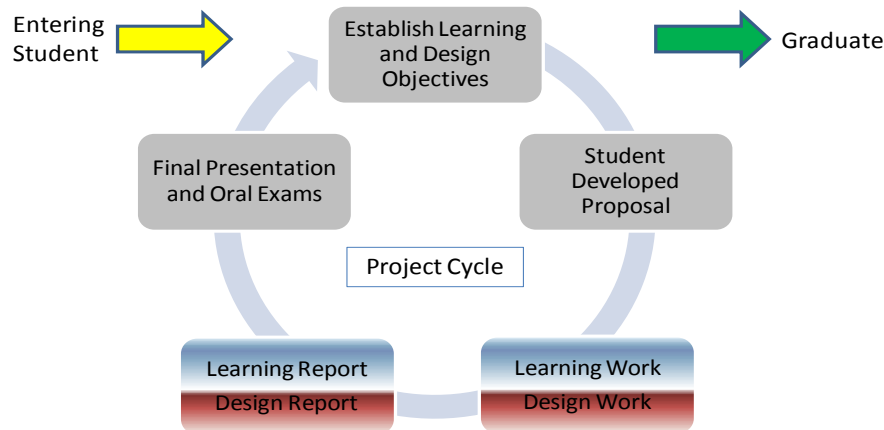 Entering
Student
Establish Learning
and Design
Objectives
Graduate
Final Presentation
and Oral Exams
Student
Developed
Proposal
Project Cycle
Learning Report
Design Report
Learning Work
Design Work